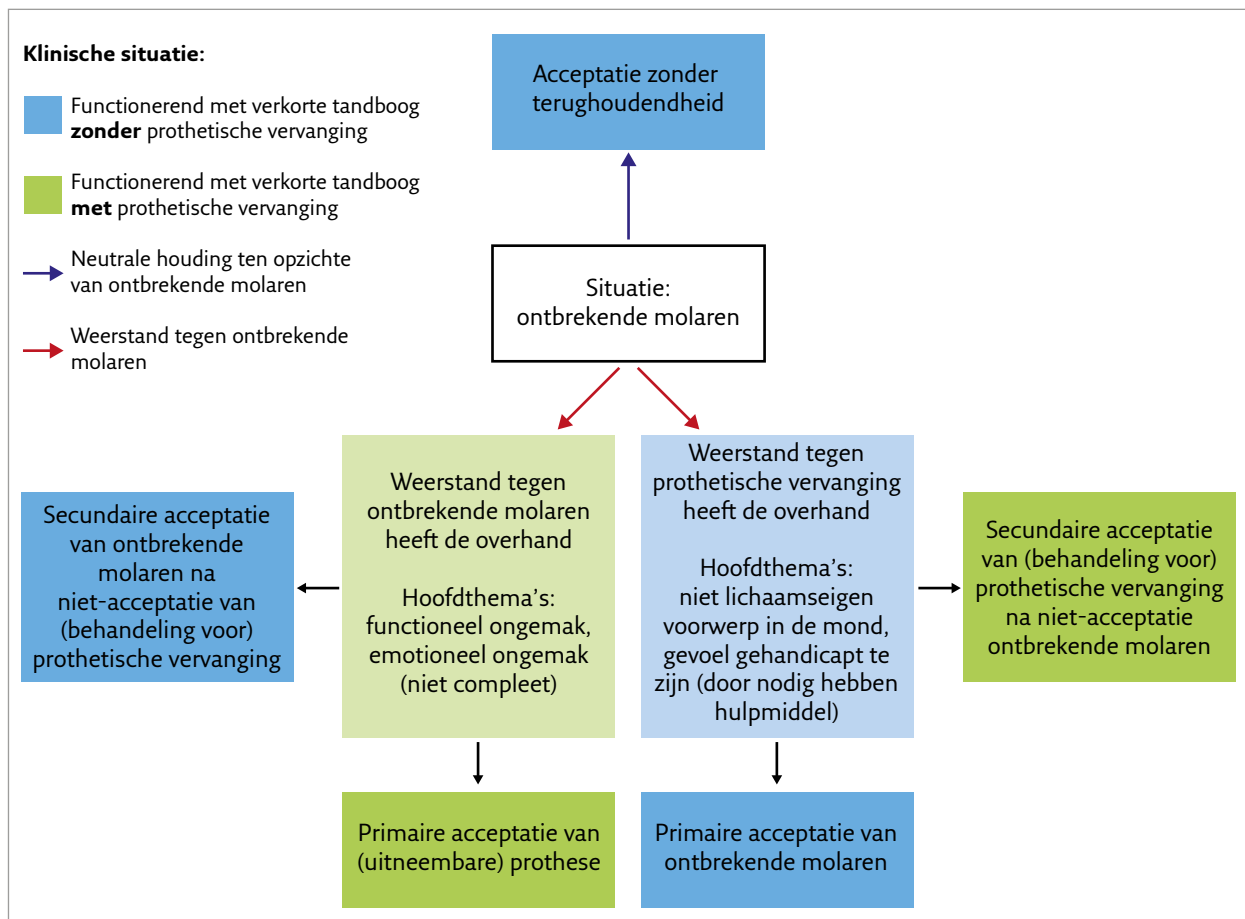 Klinische situatie:
Functionerend met verkorte tandboog
zonder prothetische vervanging
Functionerend met verkorte tandboog
met prothetische vervanging
Neutrale houding ten opzichte
van ontbrekende molaren
Weerstand tegen ontbrekende
molaren
Acceptatie zonder
terughoudendheid
Situatie:
ontbrekende molaren
Secundaire acceptatie
van ontbrekende
molaren na
niet-acceptatie van
(behandeling voor)
prothetische vervanging
Weerstand tegen
ontbrekende molaren
heeft de overhand
Hoofdthema's:
functioneel ongemak,
emotioneel ongemak
(niet compleet)
Weerstand tegen
prothetische vervanging
heeft de overhand
Hoofdthema's:
niet lichaamseigen
voorwerp in de mond,
gevoel gehandicapt te
zijn (door nodig hebben
hulpmiddel)
Secundaire acceptatie
van (behandeling voor)
prothetische vervanging
na niet-acceptatie
ontbrekende molaren
Primaire acceptatie van
(uitneembare) prothese
Primaire acceptatie van
ontbrekende molaren